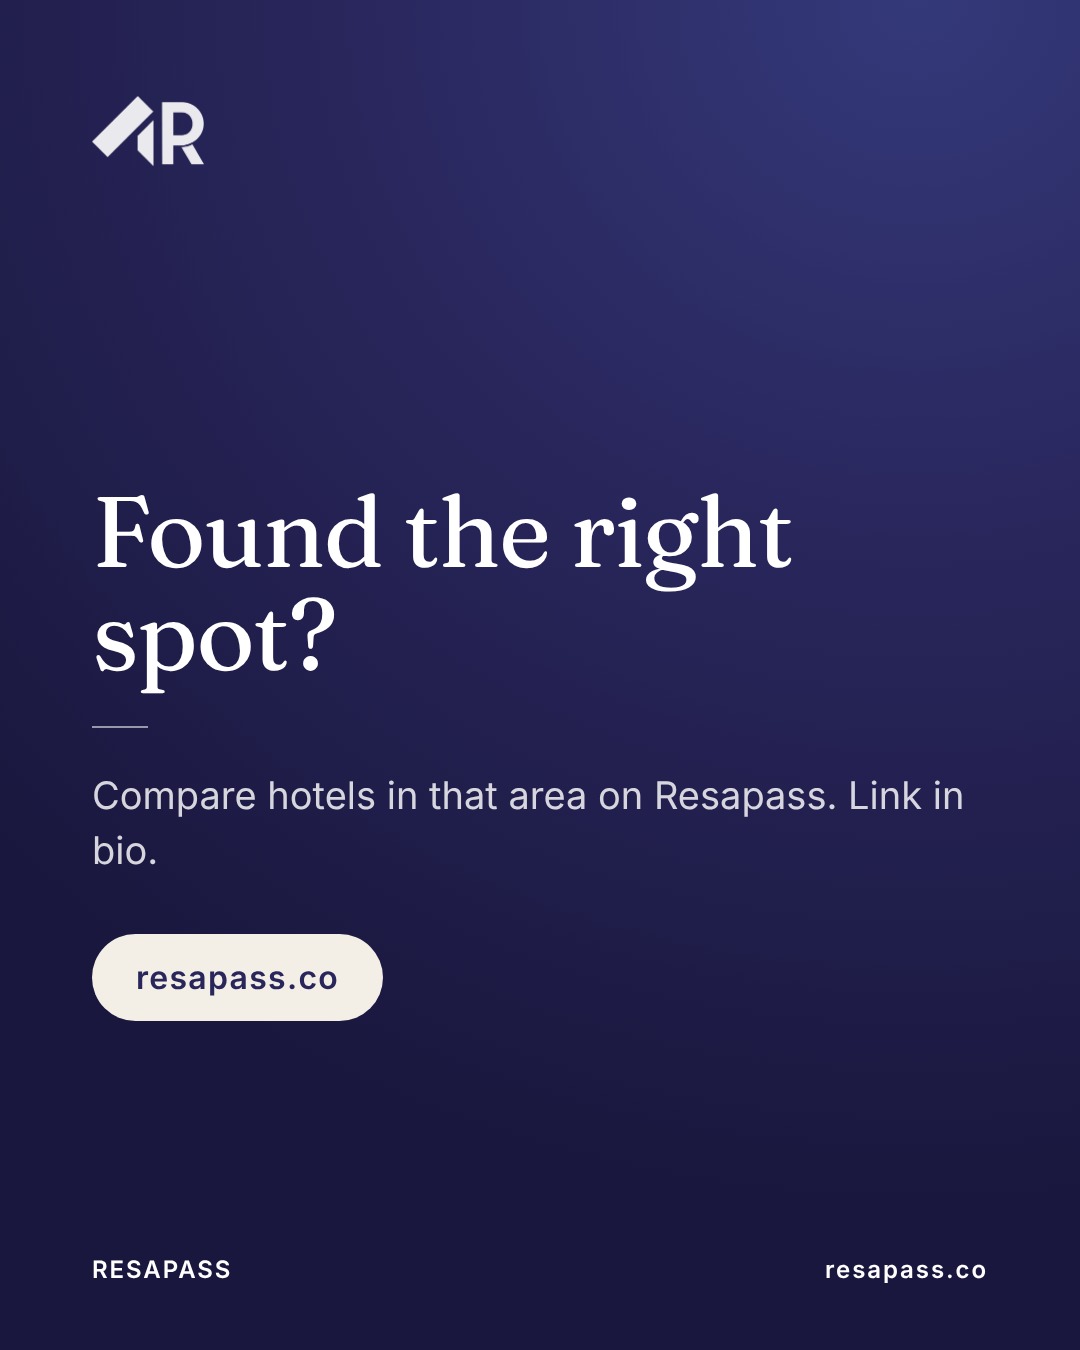 R
Found the right
spot?
Compare hotels in that area on Resapass. Link in
bio.
resapass.co
RESAPASS
resapass.co